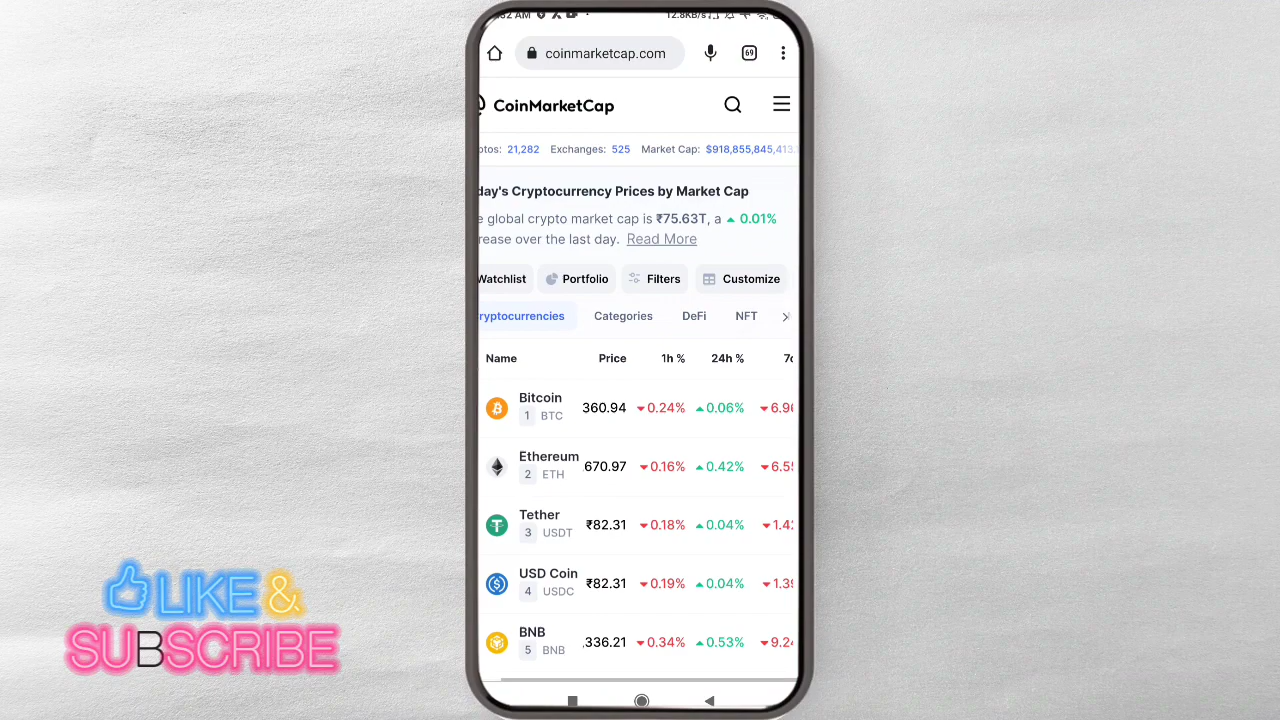 coinmarketcap.com
69
CoinMarketCap
21,282 Exchanges: 525 Market Cap: $918,855,845,413
Cryptocurrency Prices by Market Cap
global crypto market cap is ₹75.63T, a 0.01%
over the last day. Read More
Watchlist Portfolio Filters Customize
Categories DeFi NFT
Name Price 1h % 24h %
Bitcoin
1 BTC 360.94 0.24% 0.06%
Ethereum
2 ETH 670.97 0.16% 0.42%
Tether
3 USDT ₹82.31 0.18% 0.04%
USD Coin
4 USDC ₹82.31 0.19% 0.04%
BNB
5 BNB 336.21 0.34% 0.53%
LIKE &
SUBSCRIBE